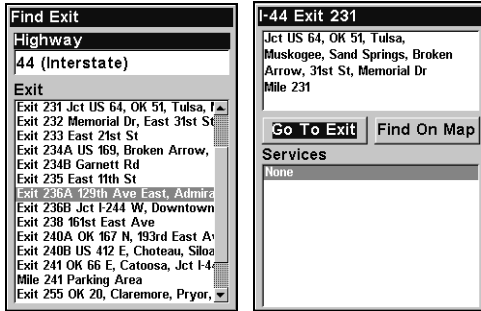 Find Exit
Highway
44 (Interstate)
Exit
Exit 231 Jct US 64, OK 51, Tulsa,
Exit 232 Memorial Dr, East 31st St
Exit 233 East 21st St
Exit 234A US 169, Broken Arrow,
Exit 234B Garnett Rd
Exit 235 East 11th St
Exit 236A 129th Ave East, Admira
Exit 236B Jct I-244 W, Downtown
Exit 238 161st East Ave
Exit 240A OK 167 N, 193rd East
Exit 240B US 412 E, Choteau, Siloa
Exit 241 OK 66 E, Catoosa, Jct I-44
Mile 241 Parking Area
Exit 255 OK 20, Claremore, Pryor,
I-44 Exit 231
Jct US 64, OK 51, Tulsa,
Muskogee, Sand Springs, Broken
Arrow, 31st St, Memorial Dr
Mile 231
Go To Exit
Find On Map
Services
None